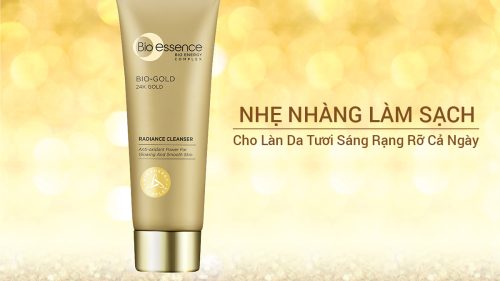 Bio essence
BIO ENERGY
COMPLEX
BIO-GOLD
24K GOLD
RADIANCE CLEANSER
Anti-oxidant Power For
Glowing And Smooth Skin
NHẸ NHÀNG LÀM SẠCH
Cho Làn Da Tươi Sáng Rạng Rỡ Cả Ngày